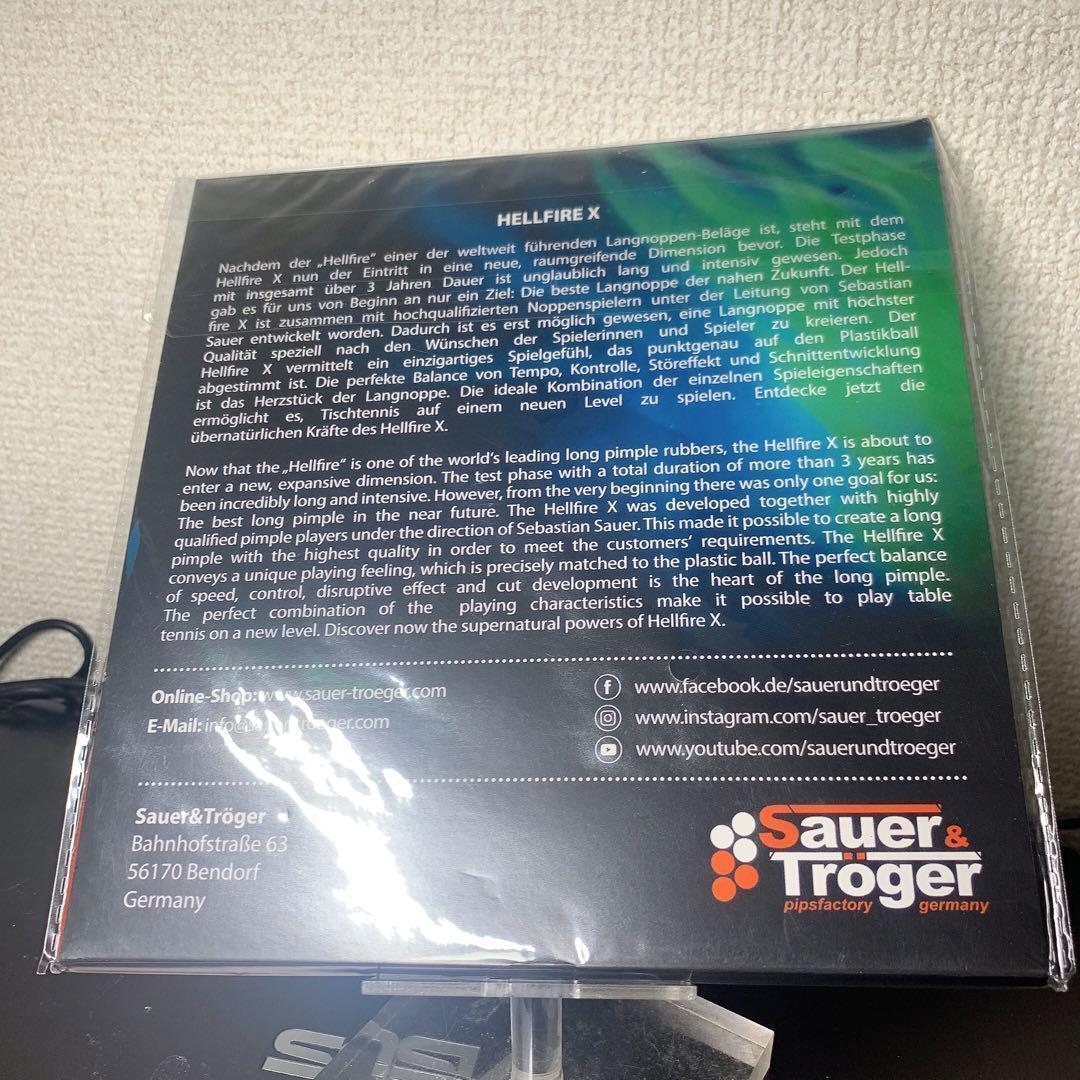 HELLFIRE X
Nachdem der „Hellfire" einer der weltweit führenden Langnoppen-Beläge ist, steht mit dem
Hellfire X nun der Eintritt in eine neue, raumgreifende Dimension bevor. Die Testphase
mit insgesamt über 3 Jahren Dauer ist unglaublich lang und intensiv gewesen. Jedoch
gab es für uns von Beginn an nur ein Ziel: Die beste Langnoppe der nahen Zukunft. Der Hell-
fire X ist zusammen mit hochqualifizierten Noppenspielern unter der Leitung von Sebastian
Sauer entwickelt worden. Dadurch ist es erst möglich gewesen, eine Langnoppe mit höchster
Qualität speziell nach den Wünschen der Spielerinnen und Spieler zu kreieren. Der
Hellfire X vermittelt ein einzigartiges Spielgefühl, das punktgenau auf den Plastikball
abgestimmt ist. Die perfekte Balance von Tempo, Kontrolle, Störeffekt und Schnittentwicklung
ist das Herzstück der Langnoppe. Die ideale Kombination der einzelnen Spieleigenschaften
ermöglicht es, Tischtennis auf einem neuen Level zu spielen. Entdecke jetzt die
übernatürlichen Kräfte des Hellfire X.
Now that the „Hellfire" is one of the world's leading long pimple rubbers, the Hellfire X is about to
enter a new, expansive dimension. The test phase with a total duration of more than 3 years has
been incredibly long and intensive. However, from the very beginning there was only one goal for us:
The best long pimple in the near future. The Hellfire X was developed together with highly
qualified pimple players under the direction of Sebastian Sauer. This made it possible to create a long
pimple with the highest quality in order to meet the customers' requirements. The Hellfire X
conveys a unique playing feeling, which is precisely matched to the plastic ball. The perfect balance
of speed, control, disruptive effect and cut development is the heart of the long pimple.
The perfect combination of the playing characteristics make it possible to play table
tennis on a new level. Discover now the supernatural powers of Hellfire X.
Online-Shop: www.sauer-troeger.com
E-Mail:
www.facebook.de/sauerundtroeger
www.instagram.com/sauer_troeger
www.youtube.com/sauerundtroeger
Sauer&Tröger
Bahnhofstraße 63
56170 Bendorf
Germany
Sauer &
Tröger
pipsfactory germany